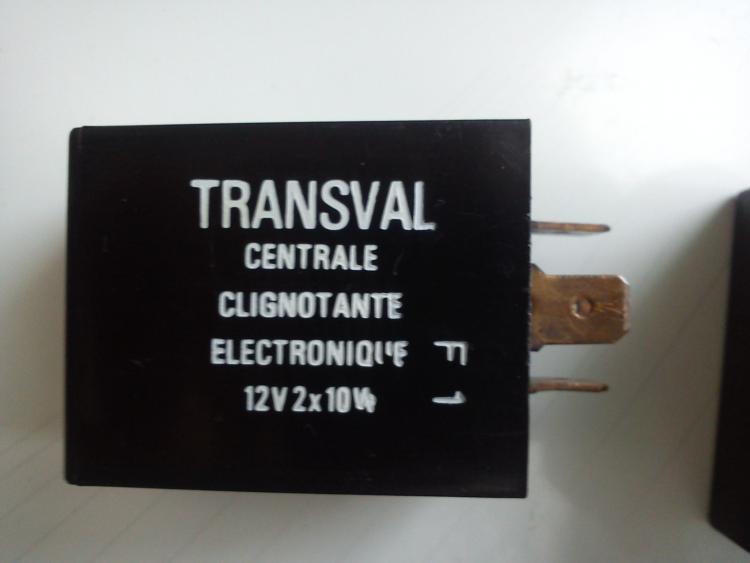 TRANSVAL
CENTRALE
CLIGNOTANTE
ELECTRONIQUE
12V 2x10W
F1